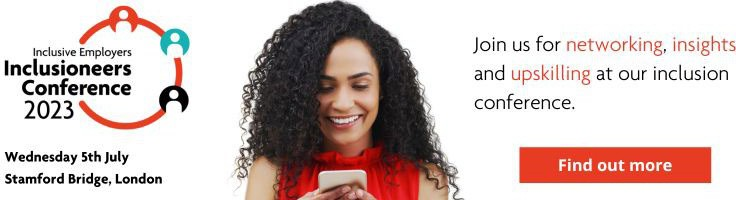 Inclusive Employers
Inclusioneers
Conference
2023
Wednesday 5th July
Stamford Bridge, London
Join us for networking, insights
and upskilling at our inclusion
conference.
Find out more